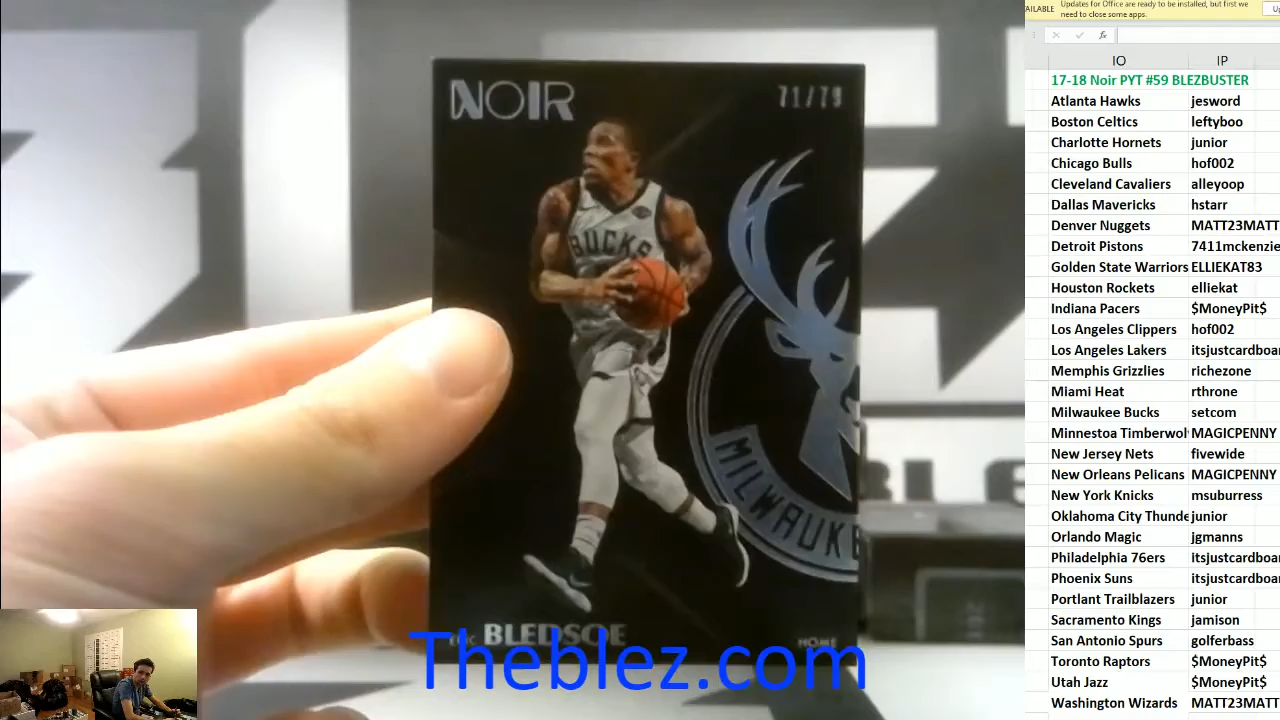 AILABLE Updates for Office are ready to be installed, but first we
need to close some apps.
fx
IO IP
17-18 Noir PYT #59 BLEZBUSTER
Atlanta Hawks jesword
Boston Celtics leftyboo
Charlotte Hornets junior
Chicago Bulls hof002
Cleveland Cavaliers alleyoop
Dallas Mavericks hstarr
Denver Nuggets MATT23MATT
Detroit Pistons 7411mckenzie
Golden State Warriors ELLIEKAT83
Houston Rockets elliekat
Indiana Pacers $MoneyPit$
Los Angeles Clippers hof002
Los Angeles Lakers itsjustcardboa
Memphis Grizzlies richezone
Miami Heat rthrone
Milwaukee Bucks setcom
Minnestoa Timberwol MAGICPENNY
New Jersey Nets fivewide
New Orleans Pelicans MAGICPENNY
New York Knicks msuburress
Oklahoma City Thunde junior
Orlando Magic jgmanns
Philadelphia 76ers itsjustcardboa
Phoenix Suns itsjustcardboa
Portlant Trailblazers junior
Sacramento Kings jamison
San Antonio Spurs golferbass
Toronto Raptors $MoneyPit$
Utah Jazz $MoneyPit$
Washington Wizards MATT23MATT
NOIR 71/79
BUCKS
MILWAUKE
BLEDSOE HOME
Theblez.com